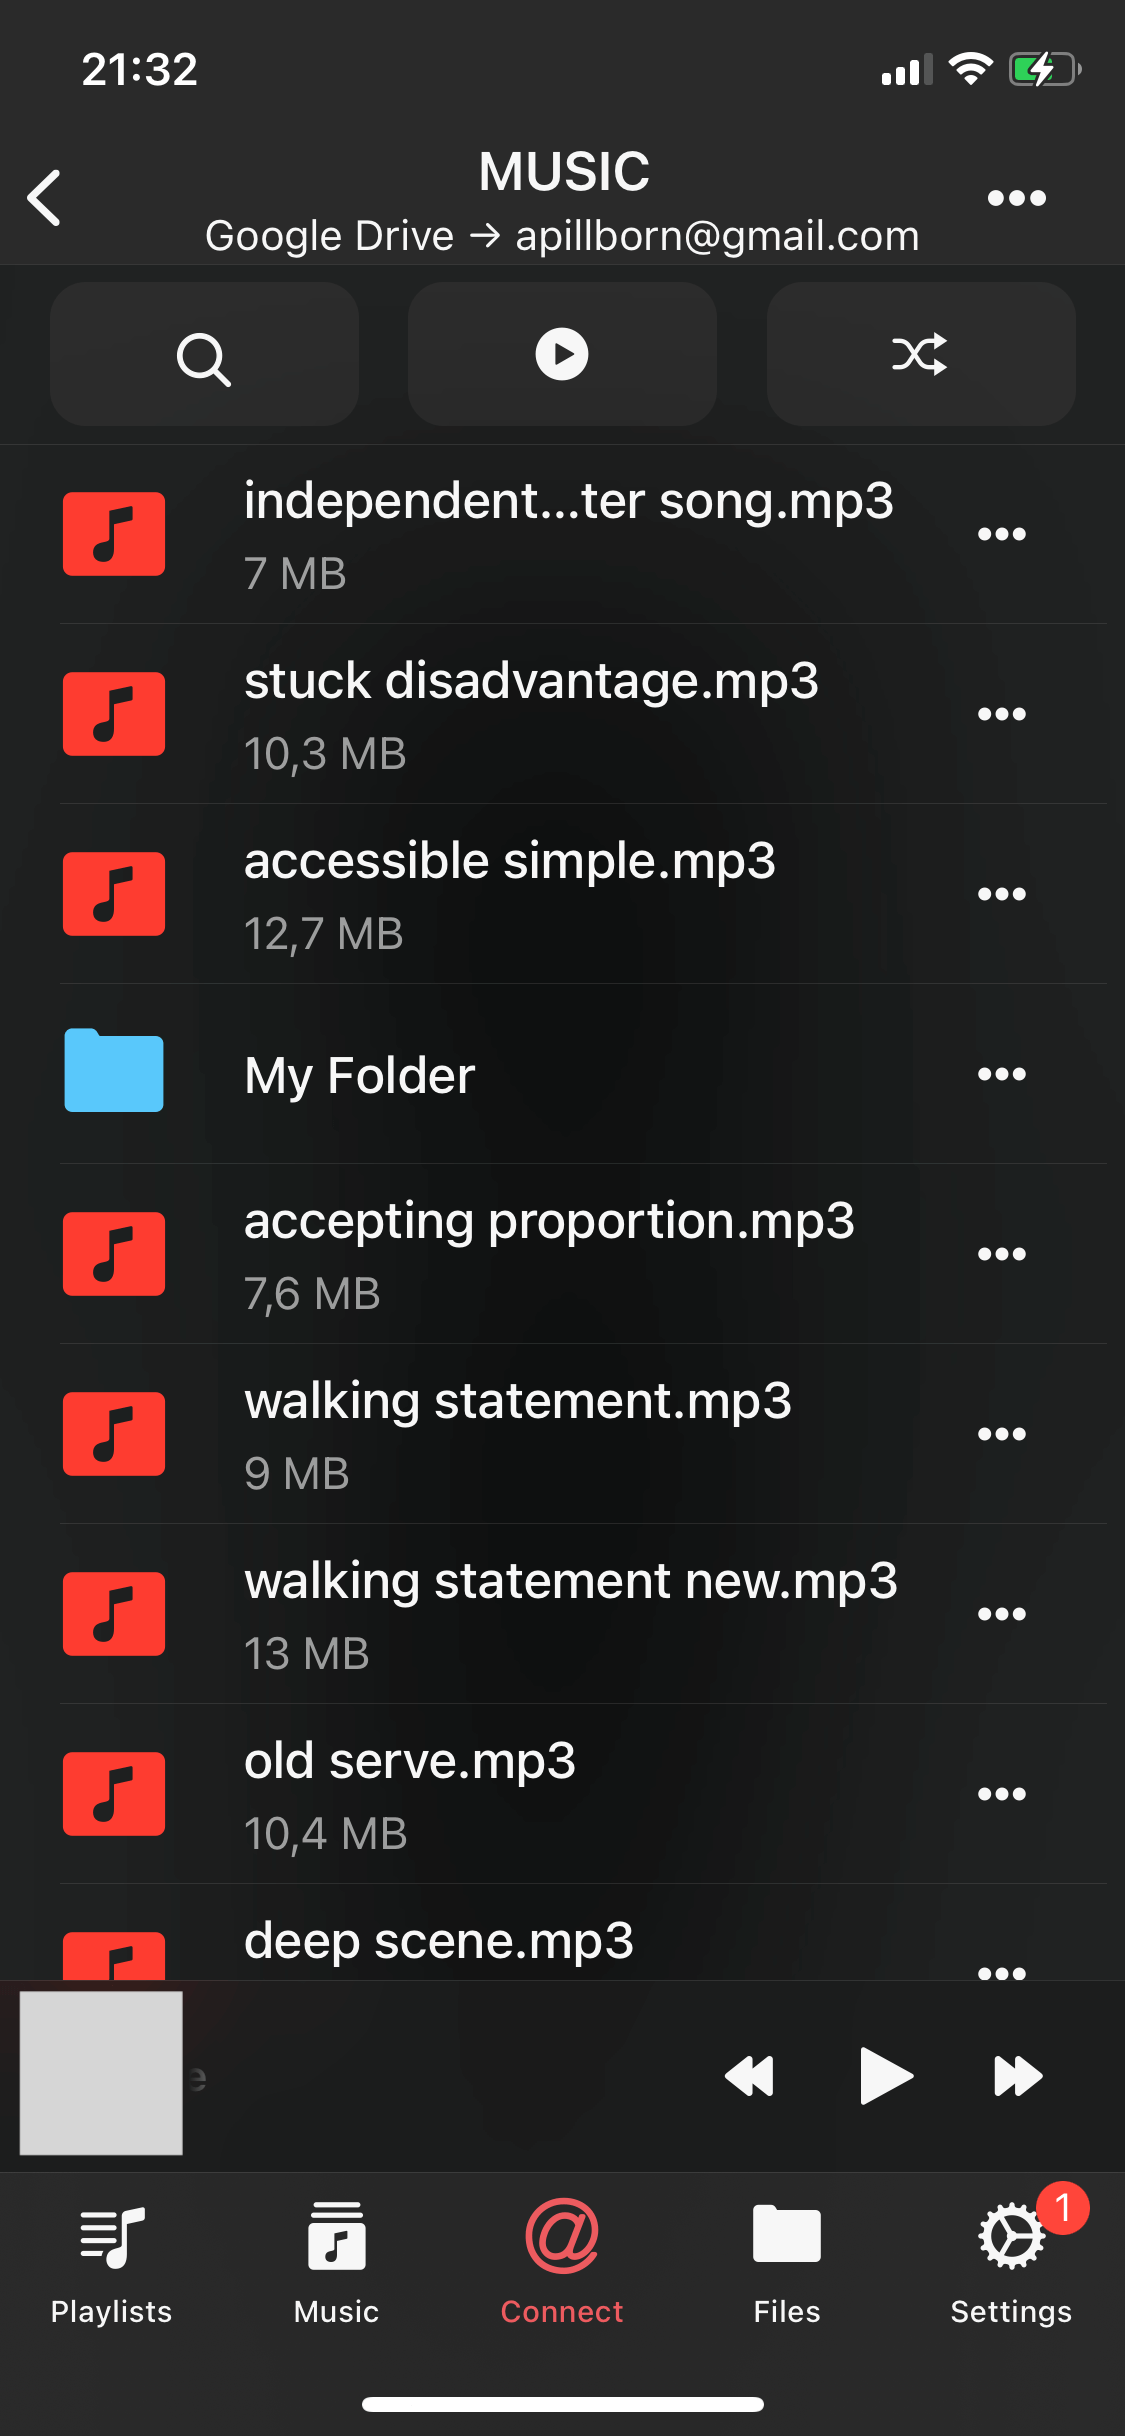 21:32
MUSIC
Google Drive → apillborn@gmail.com
independent...ter song.mp3
7 MB
stuck disadvantage.mp3
10,3 MB
accessible simple.mp3
12,7 MB
My Folder
accepting proportion.mp3
7,6 MB
walking statement.mp3
9 MB
walking statement new.mp3
13 MB
old serve.mp3
10,4 MB
deep scene.mp3
e
1
Playlists
Music
Connect
Files
Settings